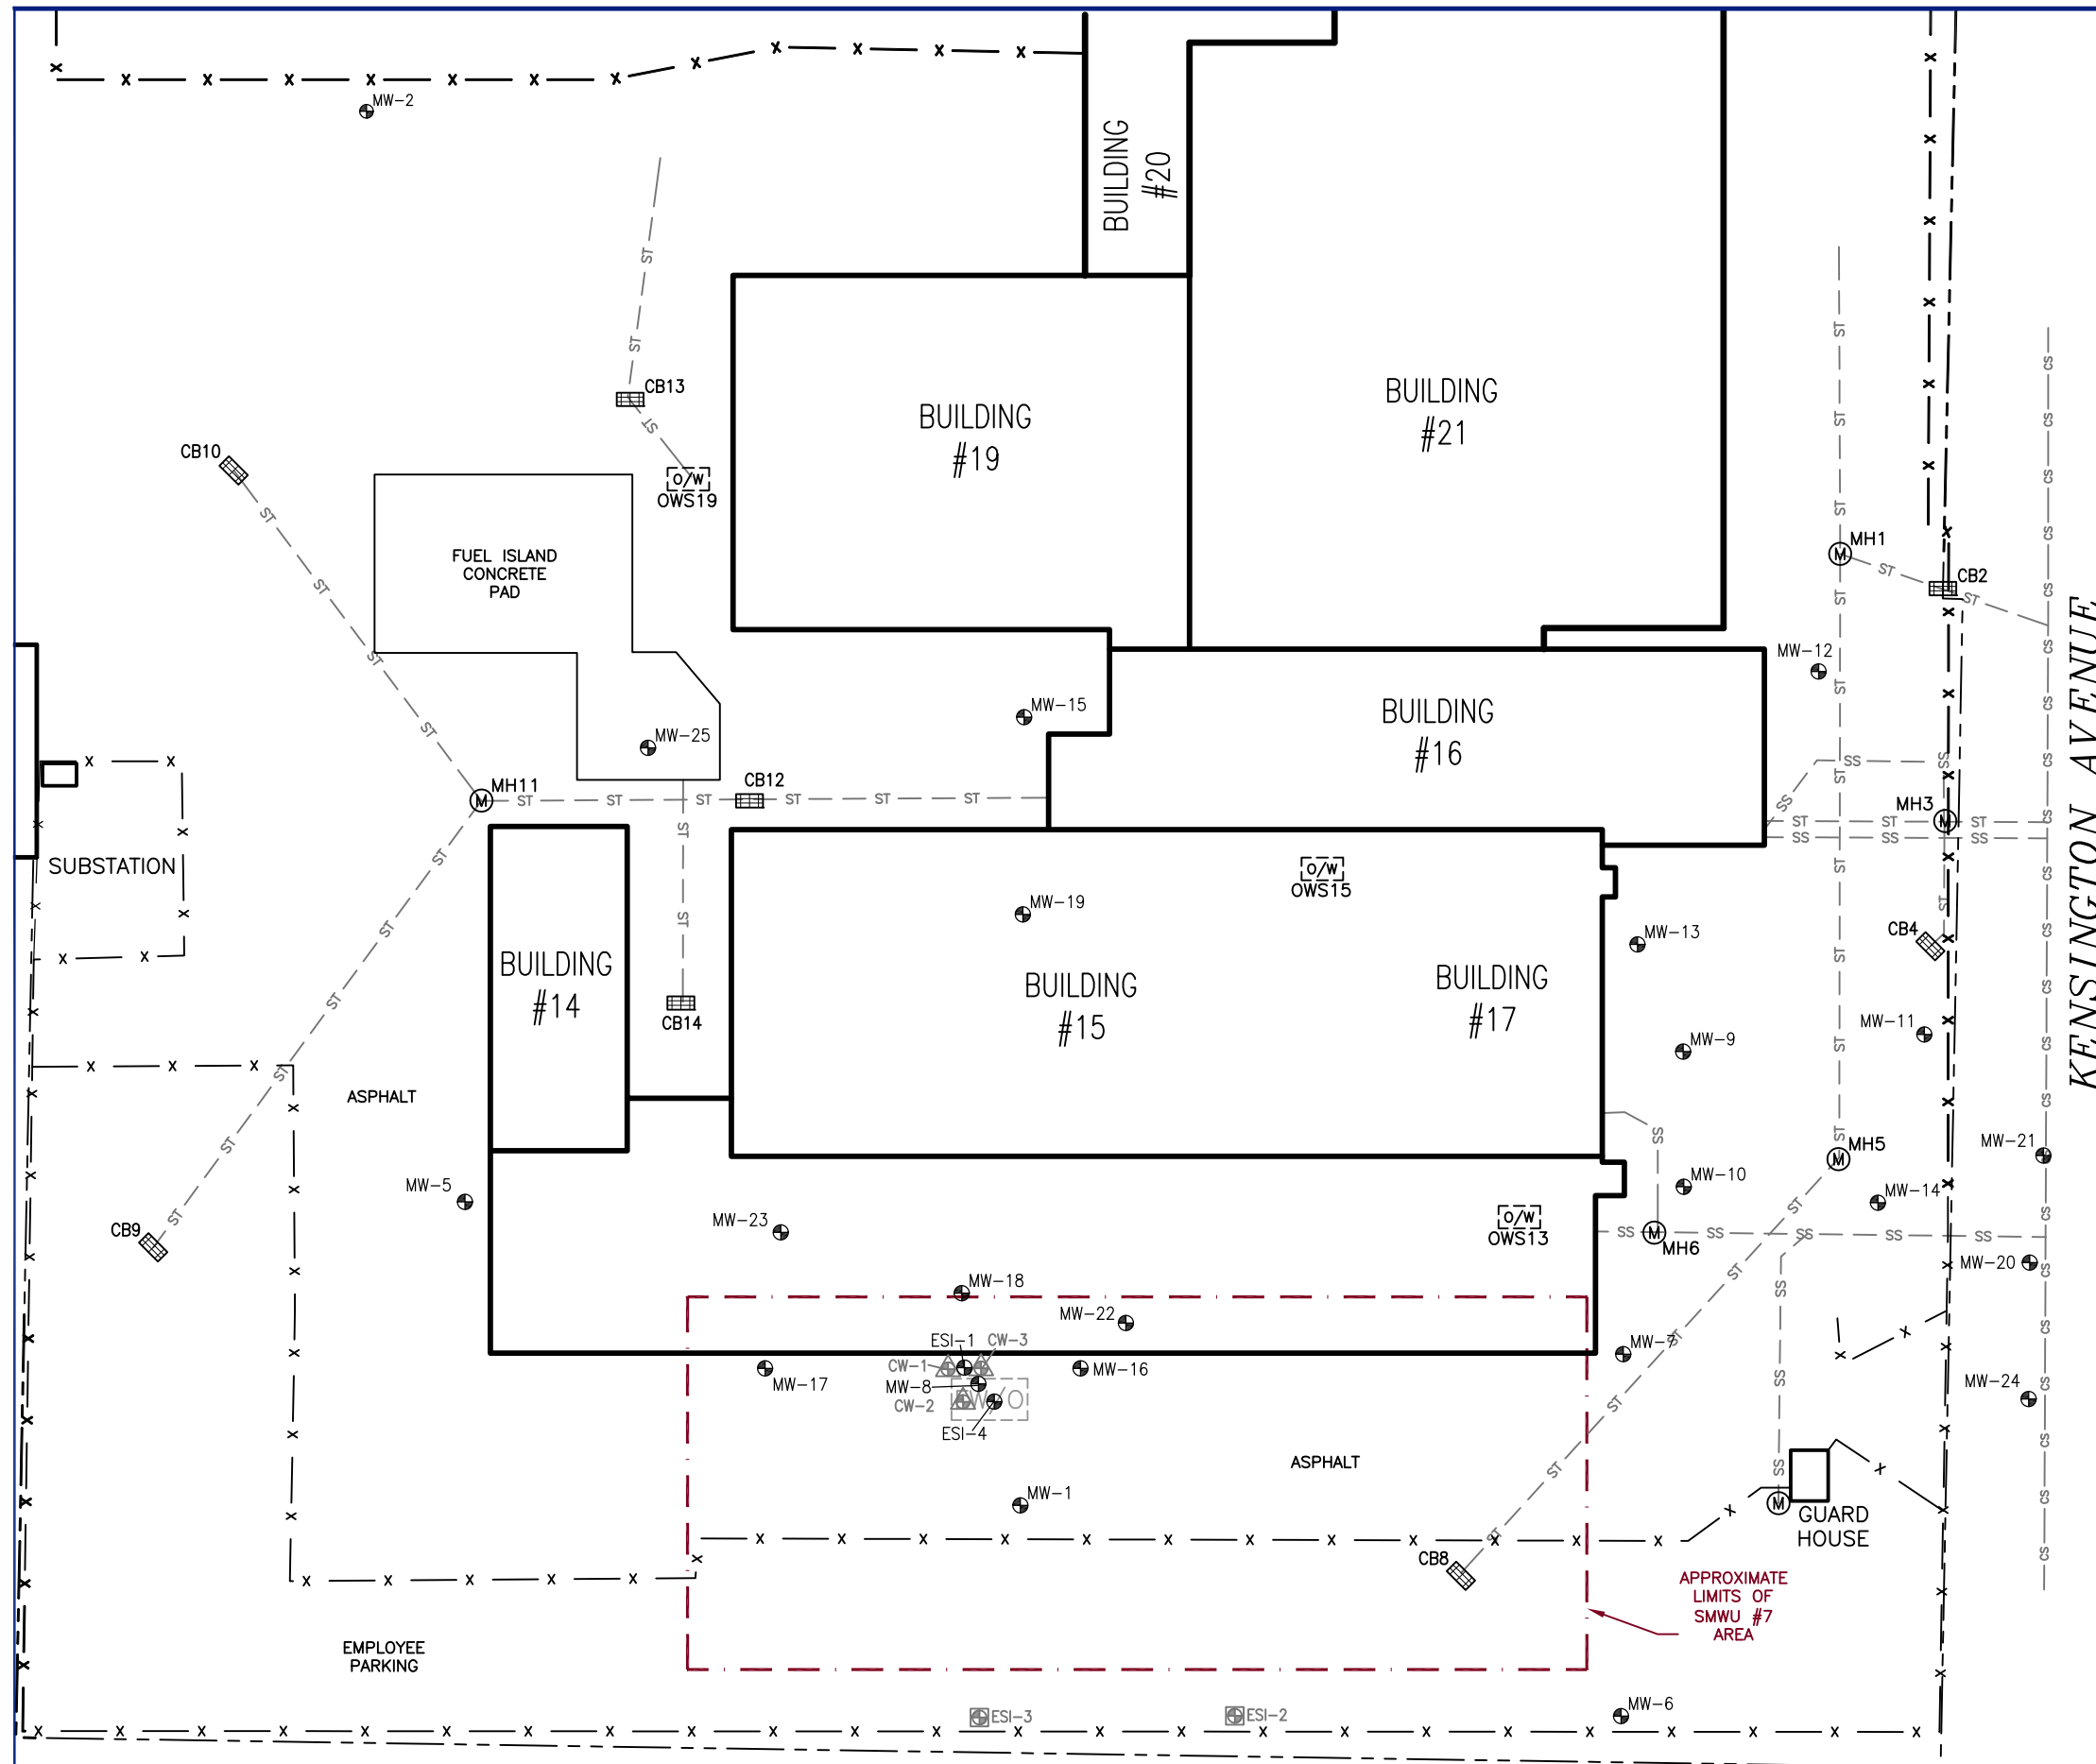 MW-2
BUILDING
#20
CB13
CB10
BUILDING
#19
BUILDING
#21
O/W
OWS19
FUEL ISLAND
CONCRETE
PAD
MH1
M
CB2
KENSINGTON AVENUE
MW-12
MW-15
BUILDING
#16
MW-25
MH11
M
CB12
MH3
M
SUBSTATION
O/W
OWS15
MW-19
MW-13
CB4
BUILDING
#14
BUILDING
#15
BUILDING
#17
CB14
MW-11
MW-9
ASPHALT
MW-21
MH5
M
MW-5
MW-10
MW-14
CB9
MW-23
O/W
OWS13
M
MH6
MW-20
MW-18
MW-22
ESI-1
CW-3
MW-7
CW-1
MW-17
MW-8
MW-16
CW-2
W/O
MW-24
ESI-4
ASPHALT
MW-1
M
GUARD
HOUSE
CB8
APPROXIMATE
LIMITS OF
SMWU #7
AREA
EMPLOYEE
PARKING
MW-6
ESI-3
ESI-2
ST
SS
CS
X